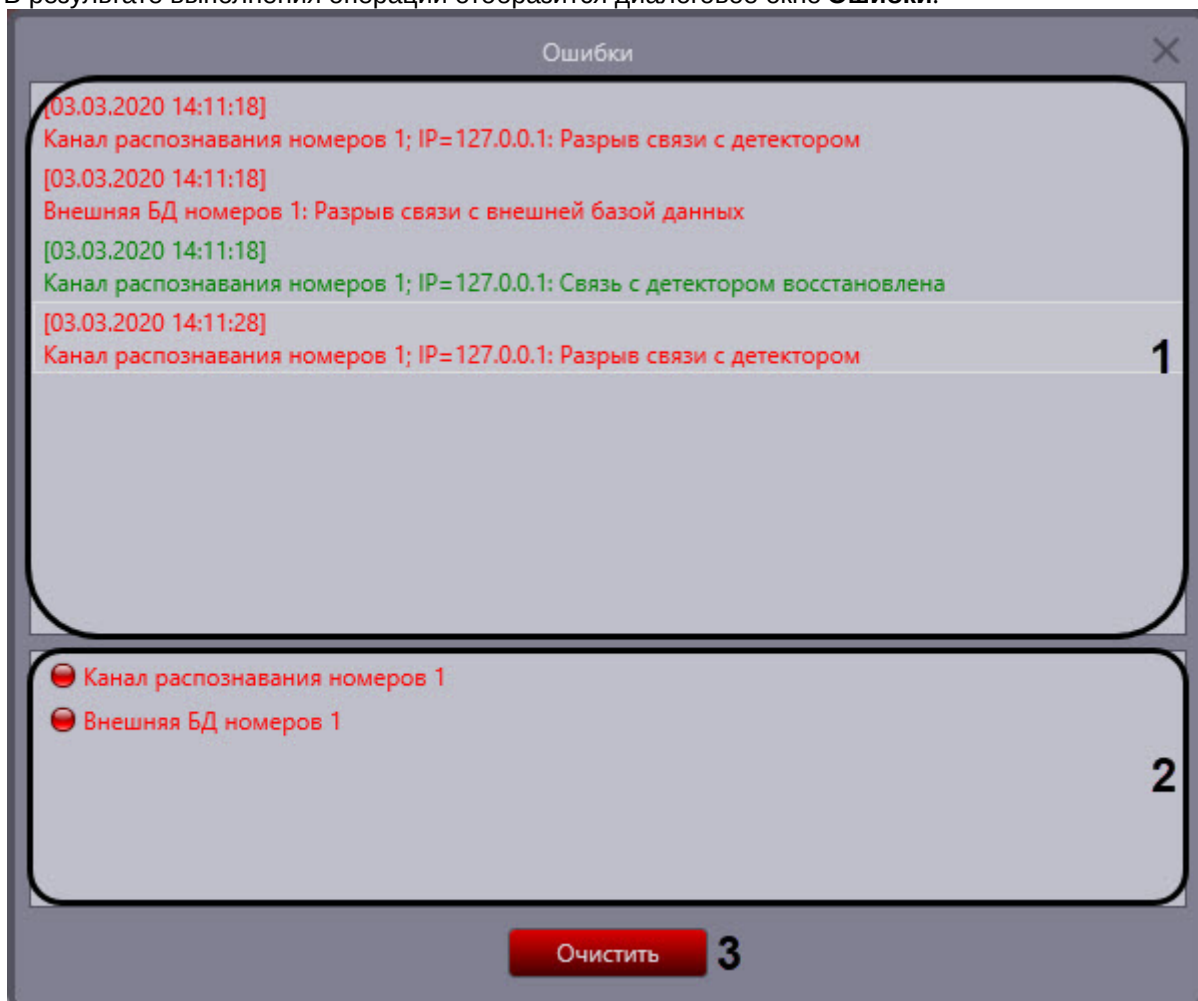 В результате выполнения операции отобразится диалоговое окно Ошибки.
Ошибки
[03.03.2020 14:11:18]
Канал распознавания номеров 1; IP=127.0.0.1: Разрыв связи с детектором
[03.03.2020 14:11:18]
Внешняя БД номеров 1: Разрыв связи с внешней базой данных
[03.03.2020 14:11:18]
Канал распознавания номеров 1; IP=127.0.0.1: Связь с детектором восстановлена
[03.03.2020 14:11:28]
Канал распознавания номеров 1; IP=127.0.0.1: Разрыв связи с детектором
1
Канал распознавания номеров 1
Внешняя БД номеров 1
2
Очистить 3